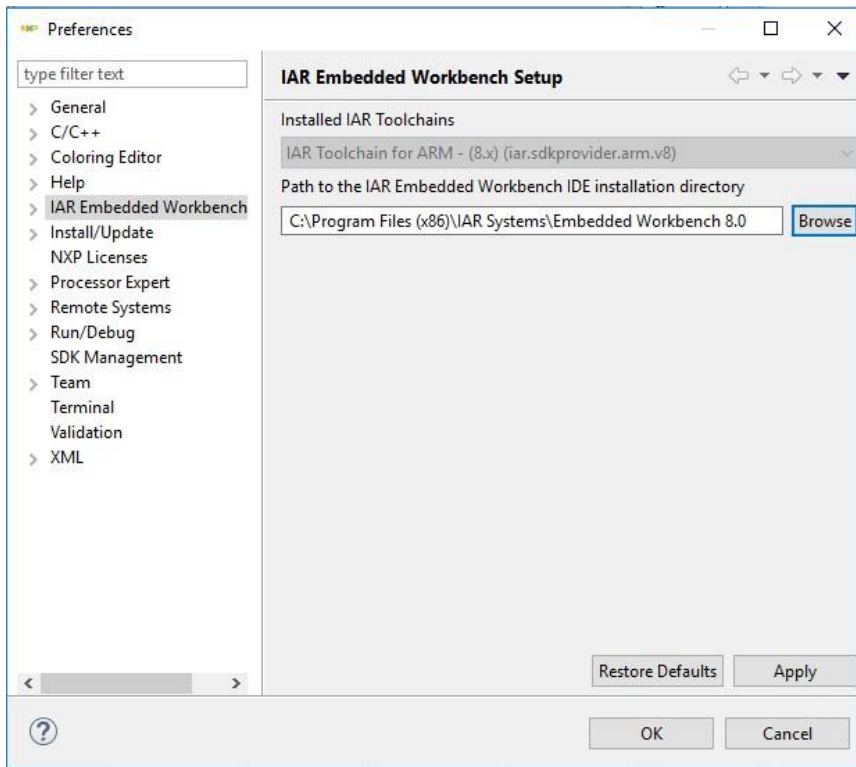 NXP Preferences
type filter text
General
C/C++
Coloring Editor
Help
IAR Embedded Workbench
Install/Update
NXP Licenses
Processor Expert
Remote Systems
Run/Debug
SDK Management
Team
Terminal
Validation
XML
IAR Embedded Workbench Setup
Installed IAR Toolchains
IAR Toolchain for ARM - (8.x) (iar.sdkprovider.arm.v8)
Path to the IAR Embedded Workbench IDE installation directory
C:\Program Files (x86)\IAR Systems\Embedded Workbench 8.0 Browse
Restore Defaults Apply
OK Cancel